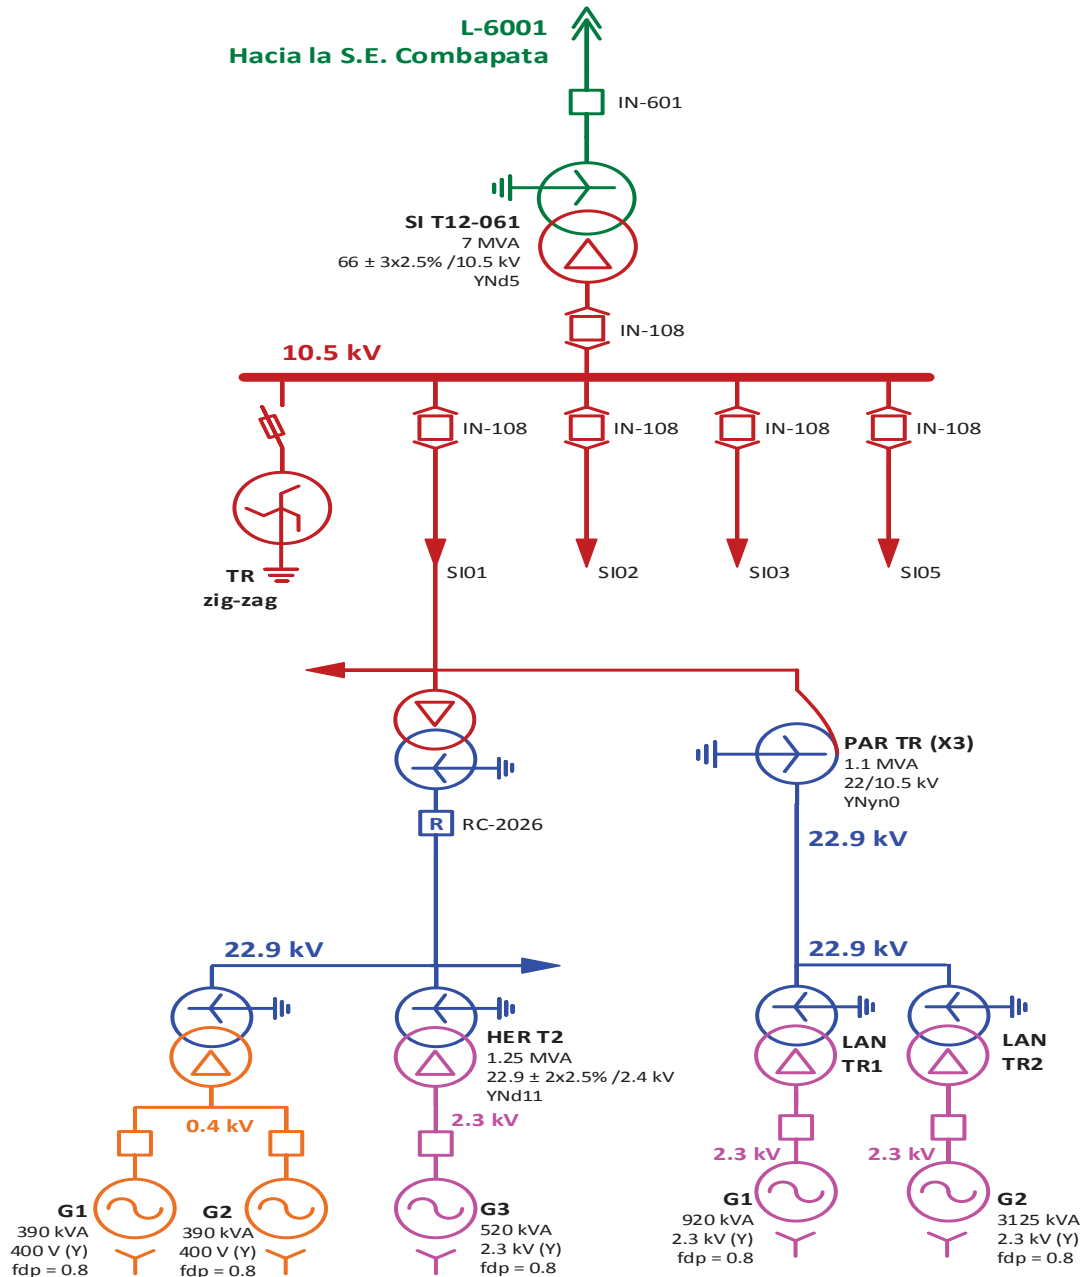 L-6001
Hacia la S.E. Combapata
IN-601
SI T12-061
7 MVA
66 ± 3x2.5% /10.5 kV
YNd5
IN-108
10.5 kV
IN-108
IN-108
IN-108
IN-108
TR
zig-zag
SI01
SI02
SI03
SI05
PAR TR (X3)
1.1 MVA
22/10.5 kV
YNyn0
R
RC-2026
22.9 kV
22.9 kV
22.9 kV
HER T2
1.25 MVA
22.9 ± 2x2.5% /2.4 kV
YNd11
LAN
TR1
LAN
TR2
0.4 kV
2.3 kV
2.3 kV
2.3 kV
G1
390 kVA
400 V (Y)
fdp = 0.8
G2
390 kVA
400 V (Y)
fdp = 0.8
G3
520 kVA
2.3 kV (Y)
fdp = 0.8
G1
920 kVA
2.3 kV (Y)
fdp = 0.8
G2
3125 kVA
2.3 kV (Y)
fdp = 0.8